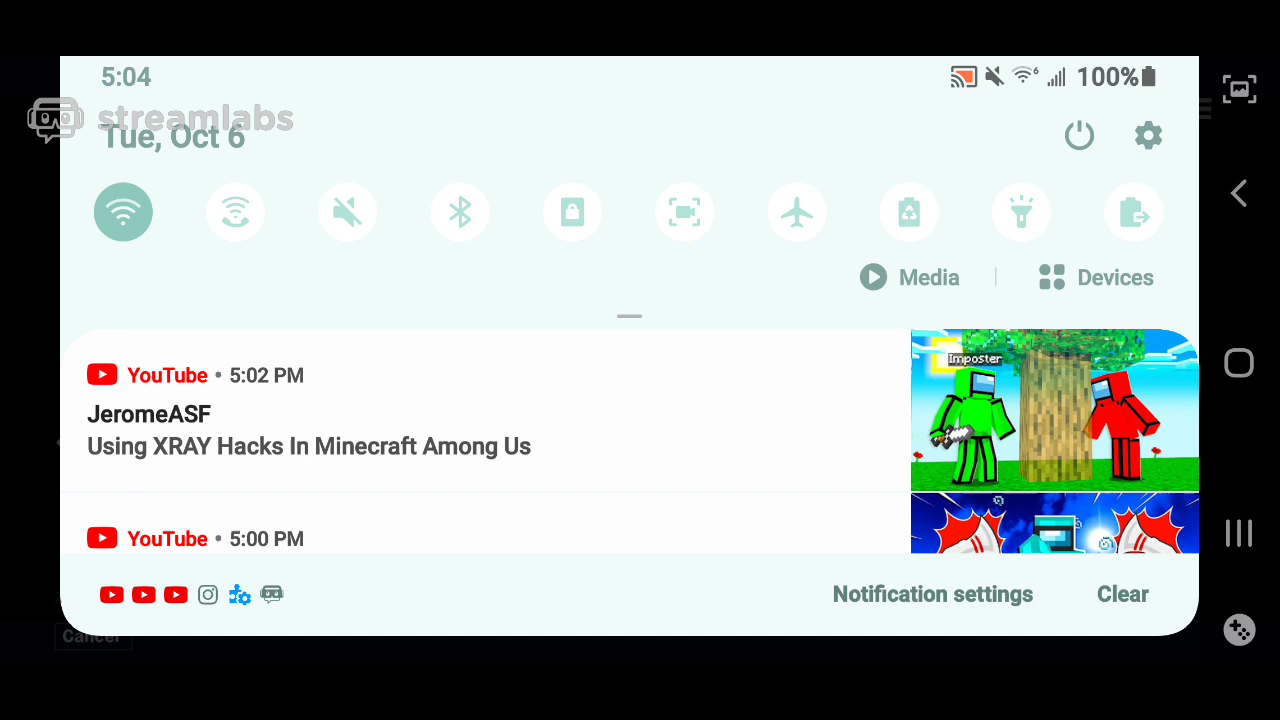 5:04
6
100%
streamlabs
Tue, Oct 6
Media
Devices
YouTube • 5:02 PM
JeromeASF
Using XRAY Hacks In Minecraft Among Us
Imposter
YouTube • 5:00 PM
Notification settings
Clear
Cancel